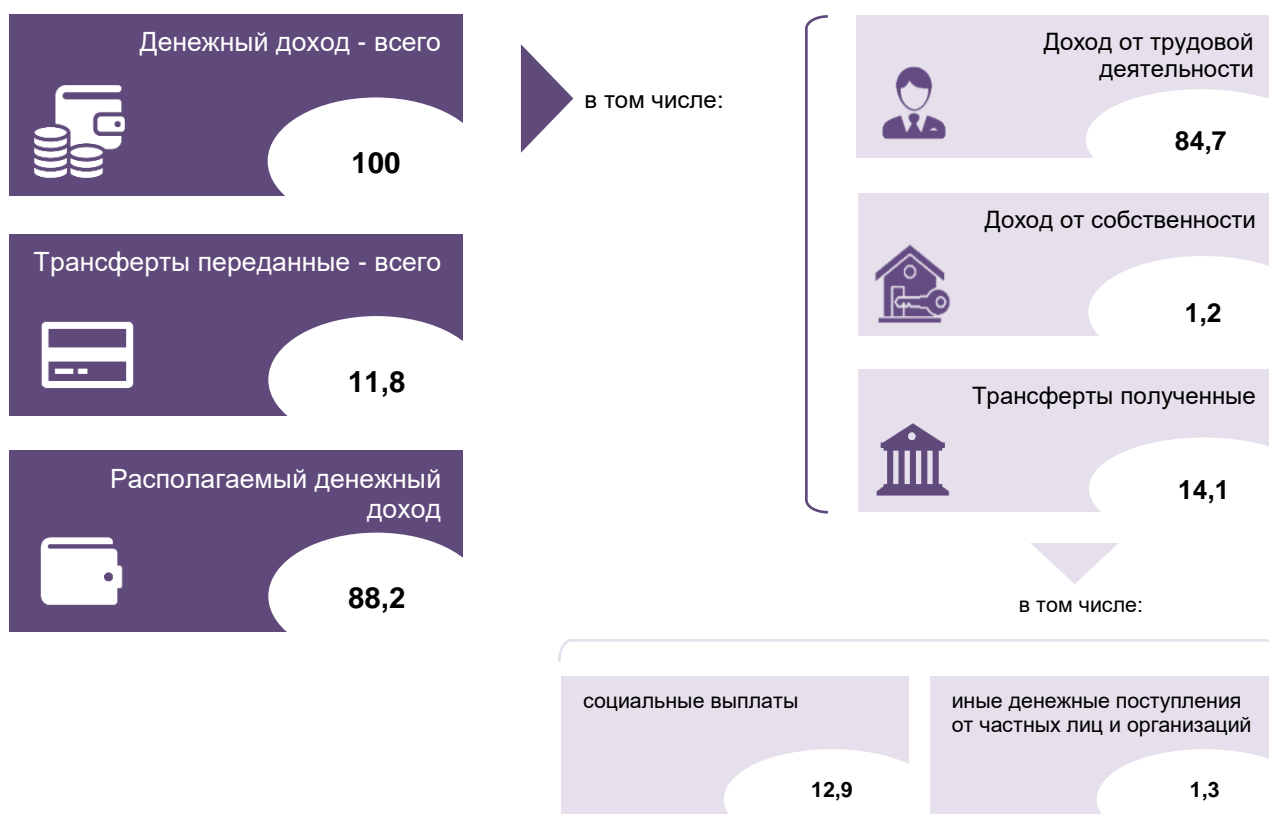 Денежный доход - всего
100
Трансферты переданные - всего
11,8
Располагаемый денежный
доход
88,2
в том числе:
Доход от трудовой
деятельности
84,7
Доход от собственности
1,2
Трансферты полученные
14,1
в том числе:
социальные выплаты
12,9
иные денежные поступления
от частных лиц и организаций
1,3